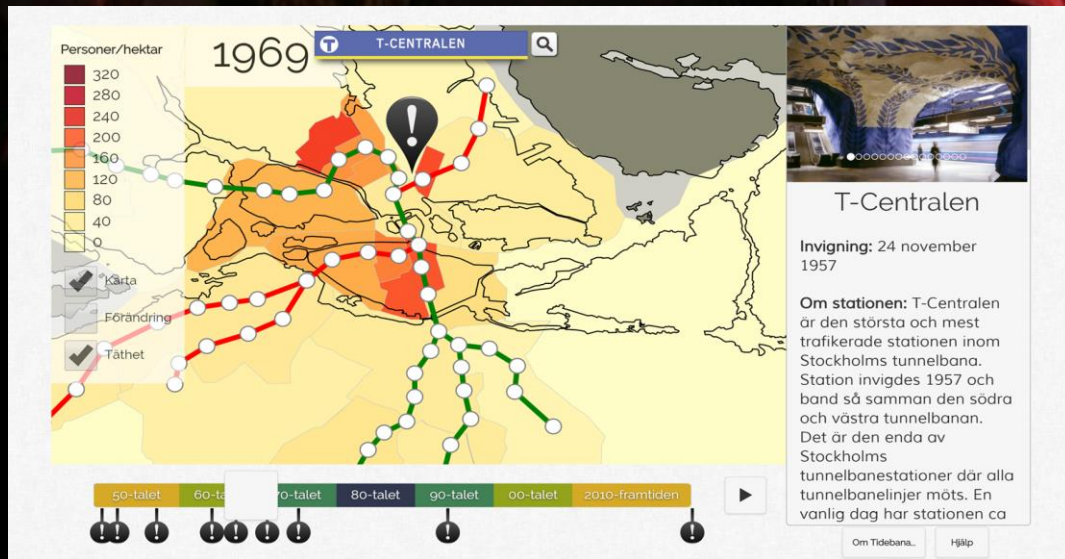 Personer/hektar
320
280
240
200
160
120
80
40
0
Karta
Förändring
Täthet
1969
T-CENTRALEN
T-Centralen
Invigning: 24 november
1957
Om stationen: T-Centralen
är den största och mest
trafikerade stationen inom
Stockholms tunnelbana.
Station invigdes 1957 och
band så samman den södra
och västra tunnelbanan.
Det är den enda av
Stockholms
tunnelbanestationer där alla
tunnelbanelinjer möts. En
vanlig dag har stationen ca
50-talet
80-talet
90-talet
00-talet
2010-framtiden
Om Tidebana...
Hjälp